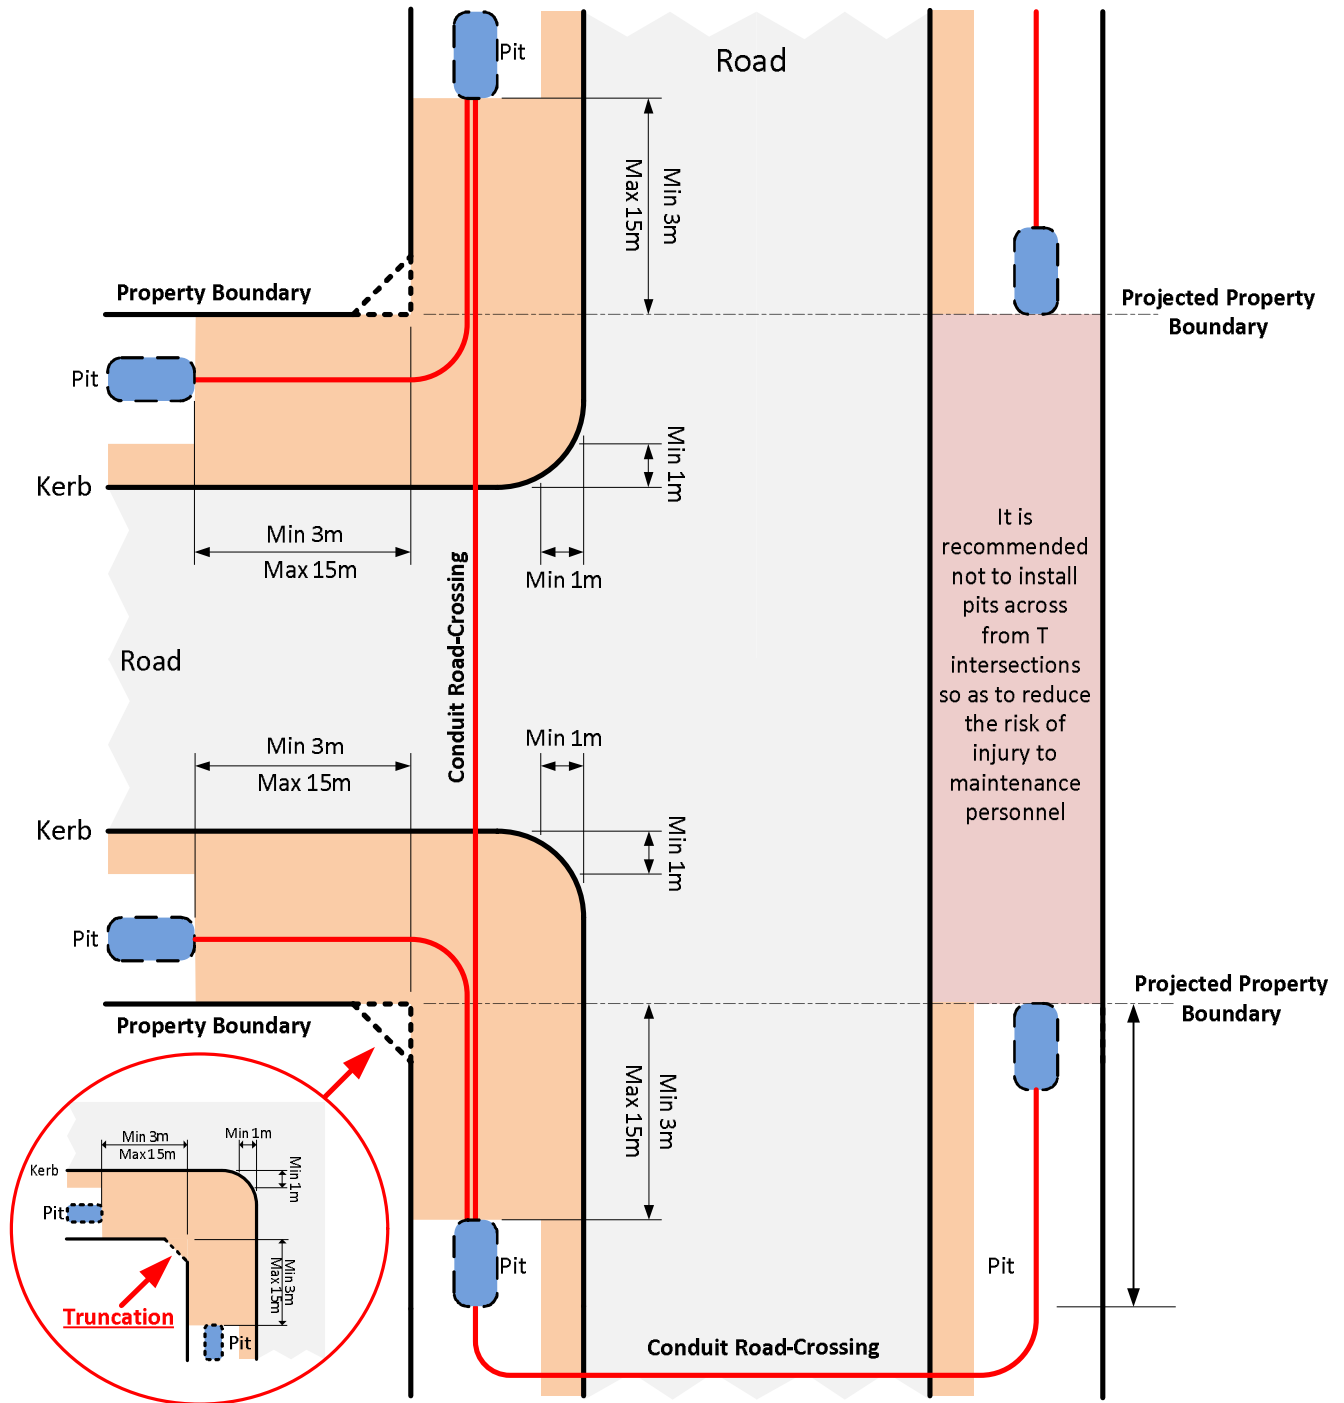 Pit
Road
Min 3m
Max 15m
Property Boundary
Projected Property
Boundary
Pit
Min 1m
Kerb
Min 3m
Max 15m
Min 1m
Conduit Road-Crossing
It is
recommended
not to install
pits across
from T
intersections
so as to reduce
the risk of
injury to
maintenance
personnel
Road
Min 3m
Max 15m
Min 1m
Kerb
Min 1m
Pit
Property Boundary
Projected Property
Boundary
Min 3m
Max 15m
Min 3m
Max 15m
Min 1m
Kerb
Min 1m
Pit
Min 3m
Max 15m
Truncation
Pit
Pit
Pit
Conduit Road-Crossing